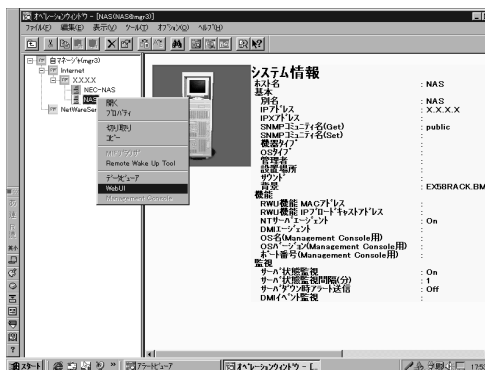 オペレーションウィンドウ - [NAS(NAS@mgr3)]
ファイル(F) 編集(E) 表示(V) ツール(T) オプション(O) ヘルプ(H)
自マネージャ(mgr3)
Internet
XXXX
NEC-NAS
NAS
NetWareSer
開く
プロパティ
切り取り
コピー
MIBブラウザ
Remote Wake Up Tool
データビューア
WebUI
Management Console
システム情報
ホスト名 : NAS
基本
別名 : NAS
IPアドレス : X.X.X.X
IPXアドレス :
SNMPコミュニティ名(Get) : public
SNMPコミュニティ名(Set) :
機器タイプ :
OSタイプ :
管理者 :
設置場所 :
サウンド :
背景 : EX58RACK.BM
機能
RWU機能 MACアドレス :
RWU機能 IPブロードキャストアドレス :
NTサーバエージェント : On
DMIエージェント :
OS名(Management Console用) :
OSバージョン(Management Console用) :
ポート番号(Management Console用) :
監視
サーバ状態監視 : On
サーバ状態監視間隔(分) : 1
サーバダウン時アラート送信 : Off
DMIイベント監視 :
スタート
アラートビューア
オペレーションウィンドウ - [
17:53